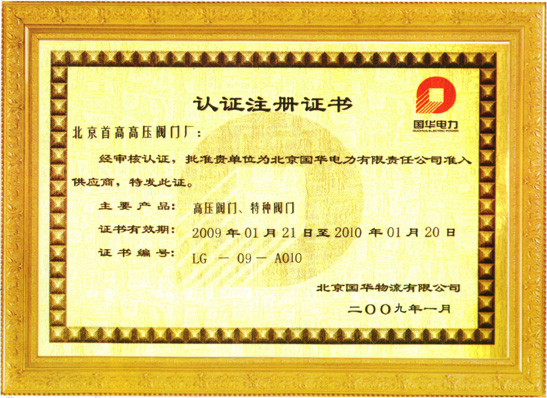 国华电力
GUOHUA ELECTRIC POWER
认证注册证书
北京首高高压阀门厂：
经审核认证，批准贵单位为北京国华电力有限责任公司准入
供应商，特发此证。
主要产品： 高压阀门、特种阀门
证书有效期： 2009 年 01 月 21 日至 2010 年 01 月 20 日
证书编号： LG － 09 － A010
北京国华物流有限公司
二〇〇九年一月